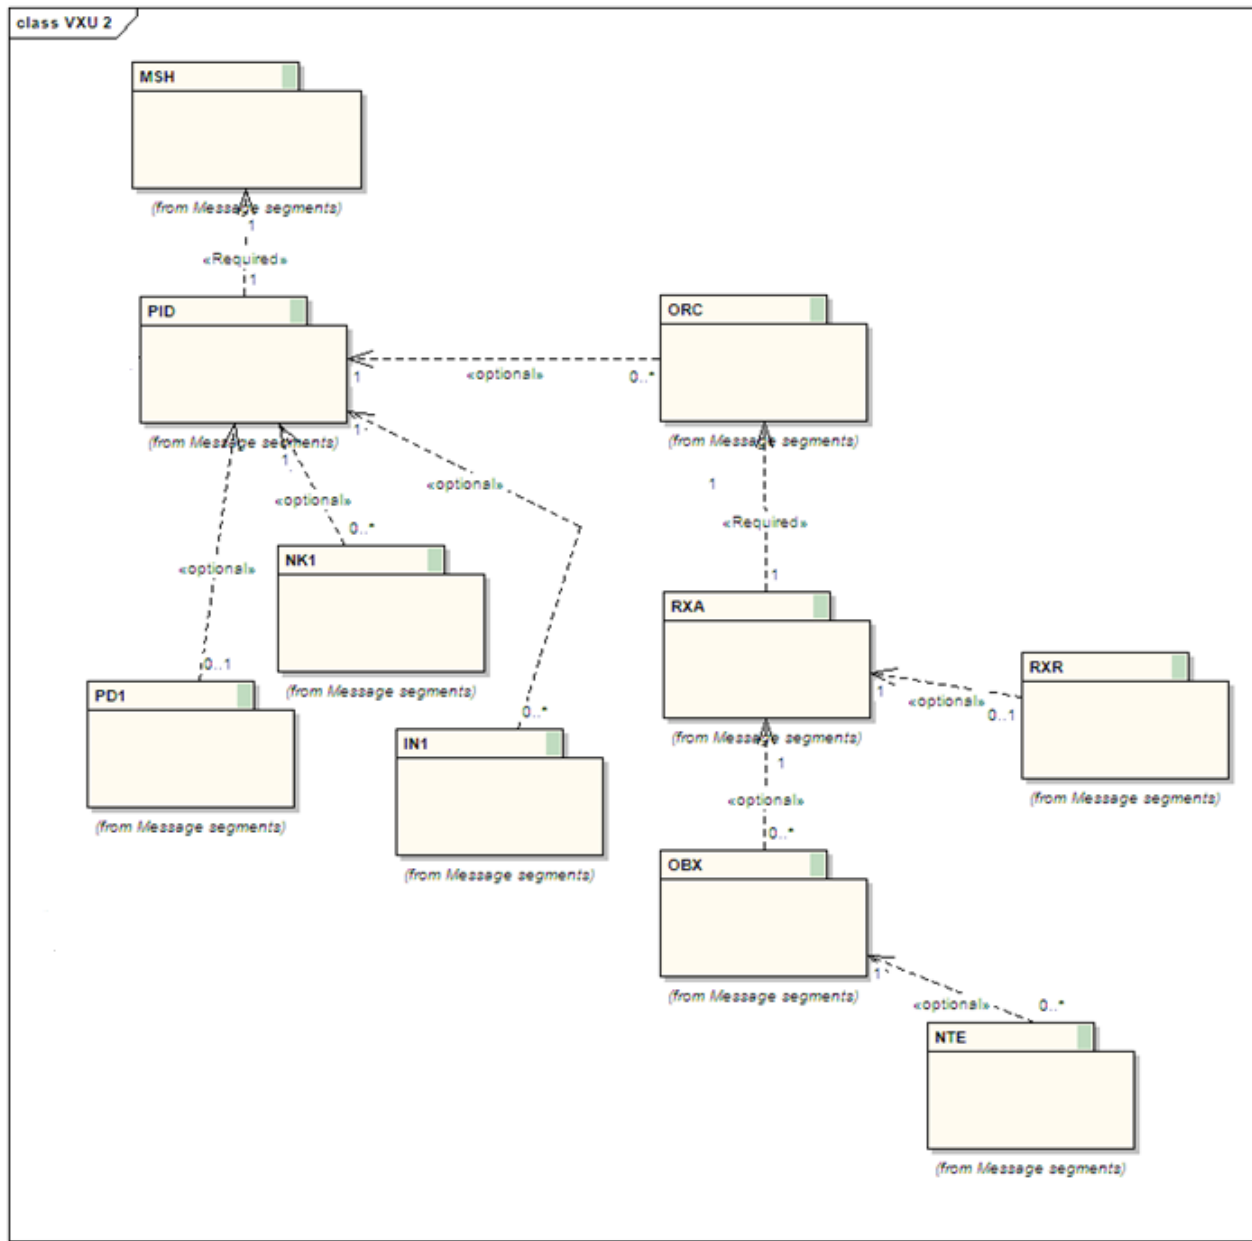 class VXU 2
MSH
(from Message segments)
1
«Required»
1
PID
ORC
1
«optional»
0..*
(from Message segments)
1
(from Message segments)
1
«optional»
«optional»
1
0..*
«Required»
NK1
«optional»
1
RXA
(from Message segments)
0..1
PD1
RXR
1
«optional»
0..1
0..*
IN1
(from Message segments)
1
(from Message segments)
«optional»
(from Message segments)
0..*
OBX
(from Message segments)
1
(from Message segments)
«optional»
0..*
NTE
(from Message segments)